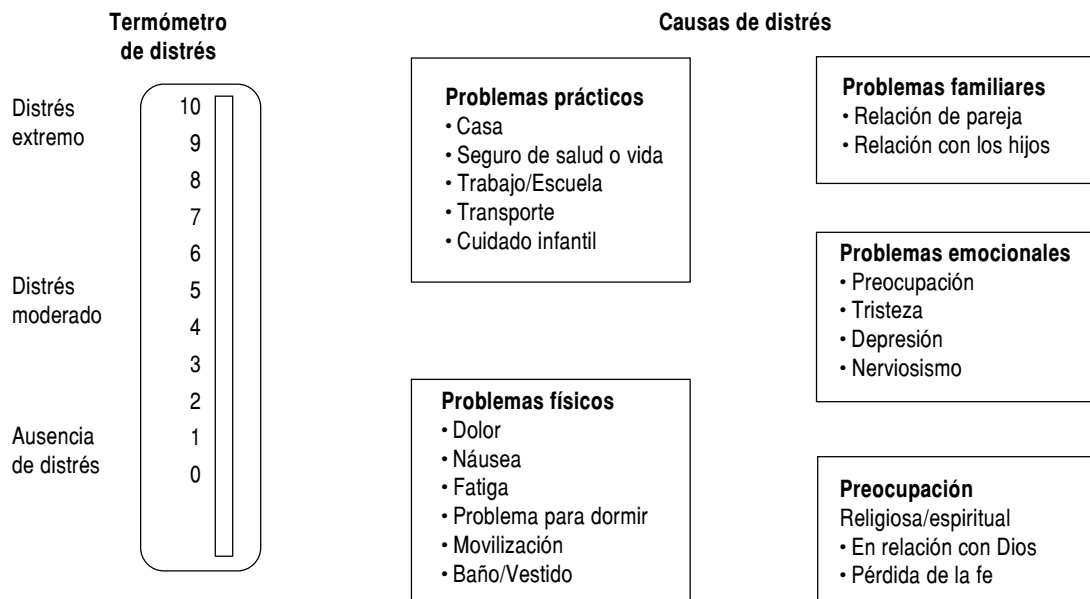 Termómetro
de distrés
Distrés
extremo
10
9
8
7
6
Distrés
moderado
5
4
3
2
Ausencia
de distrés
1
0
Causas de distrés
Problemas prácticos
• Casa
• Seguro de salud o vida
• Trabajo/Escuela
• Transporte
• Cuidado infantil
Problemas físicos
• Dolor
• Náusea
• Fatiga
• Problema para dormir
• Movilización
• Baño/Vestido
Problemas familiares
• Relación de pareja
• Relación con los hijos
Problemas emocionales
• Preocupación
• Tristeza
• Depresión
• Nerviosismo
Preocupación
Religiosa/espiritual
• En relación con Dios
• Pérdida de la fe